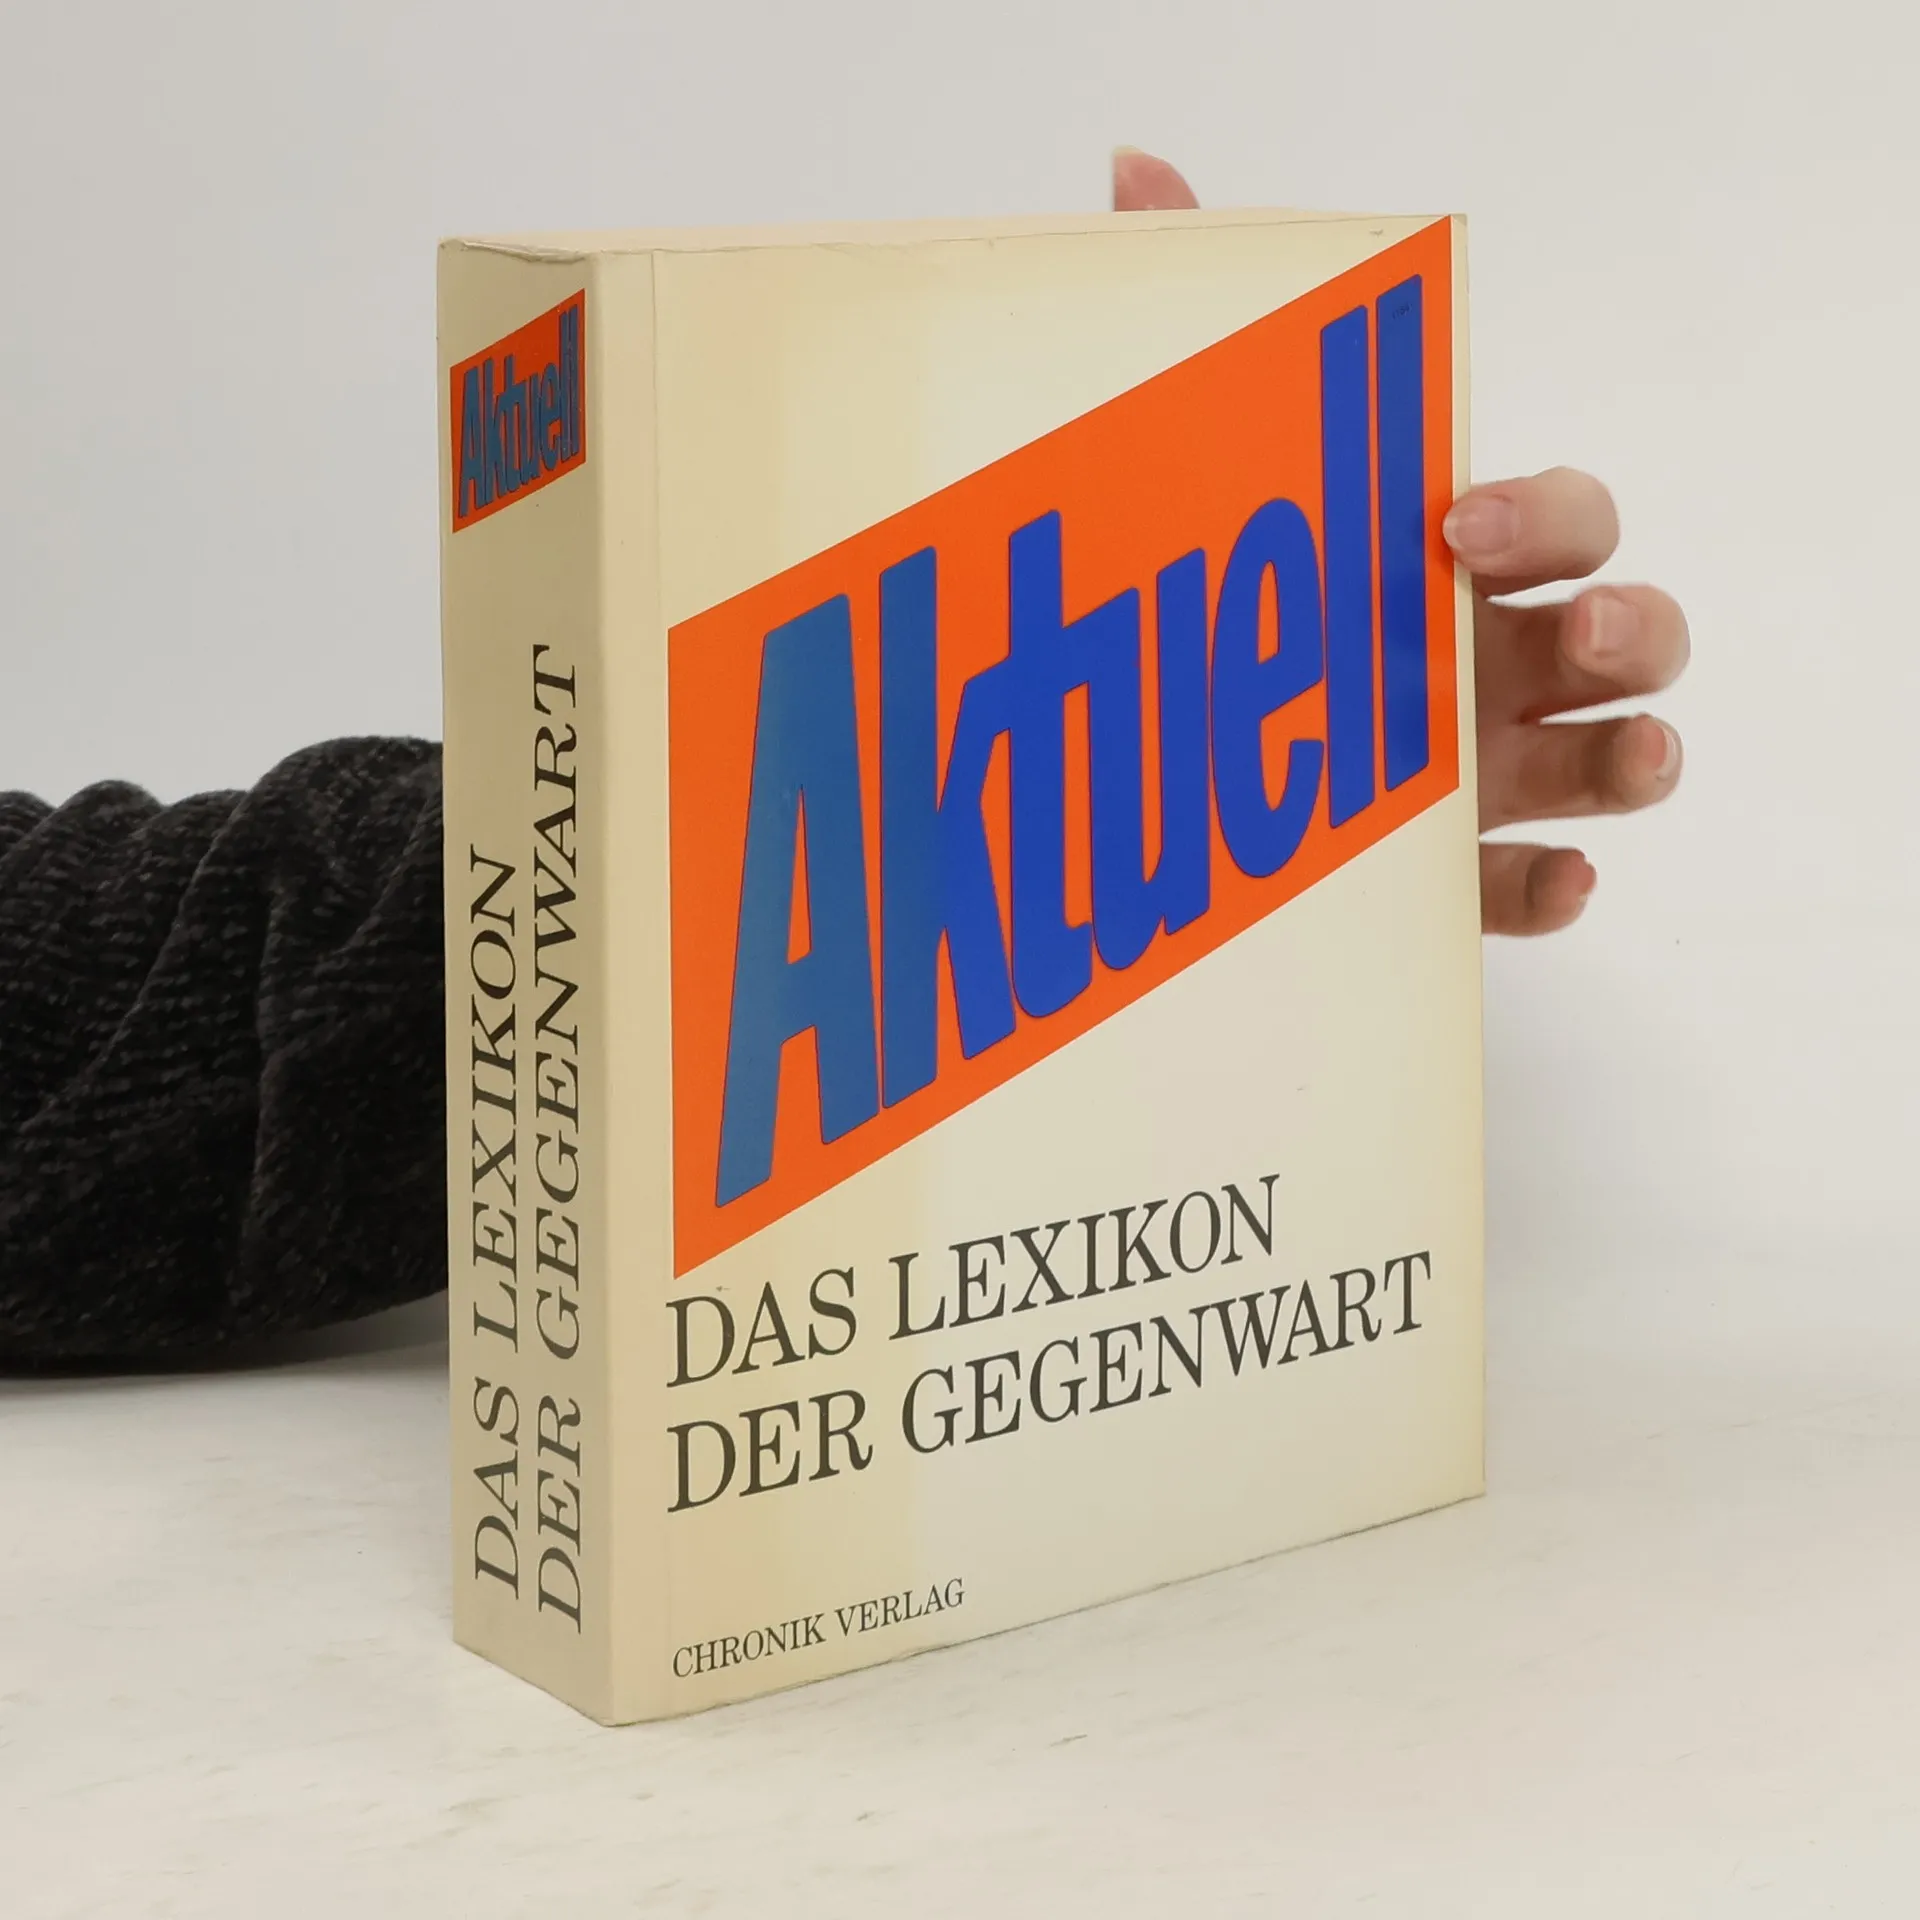 Aktuell
DAS LEXIKON
DER GEGENWART
Aktuell
DAS LEXIKON
DER GEGENWART
CHRONIK VERLAG